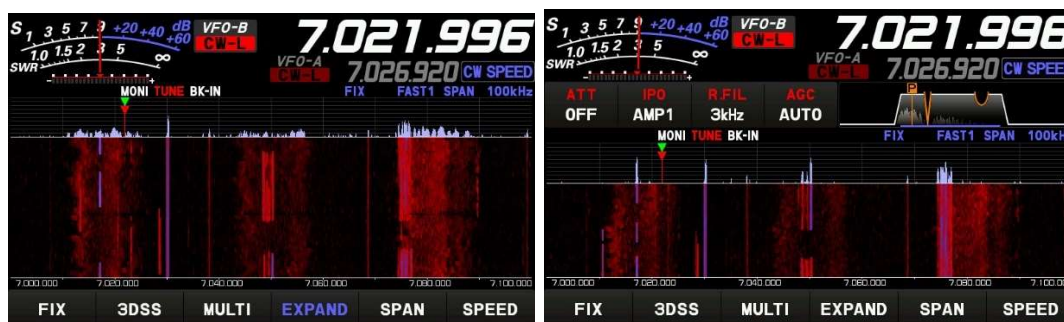 S 1 3 5 7 9 +20 +40 +60 dB
1.0 1.5 2 3 5 ∞
SWR
VFO-B
CW-L
7.021.996
VFO-A
CW-L
7.026.920
CW SPEED
MONI TUNE BK-IN
FIX FAST1 SPAN 100kHz
7.000.000 7.020.000 7.040.000 7.060.000 7.080.000 7.100.000
FIX 3DSS MULTI EXPAND SPAN SPEED
S 1 3 5 7 9 +20 +40 +60 dB
1.0 1.5 2 3 5 ∞
SWR
VFO-B
CW-L
7.021.996
VFO-A
CW-L
7.026.920
CW SPEED
ATT IPO R.FIL AGC
OFF AMP1 3kHz AUTO
P
MONI TUNE BK-IN
FIX FAST1 SPAN 100kH
7.000.000 7.020.000 7.040.000 7.060.000 7.080.000 7.100.00
FIX 3DSS MULTI EXPAND SPAN SPEED